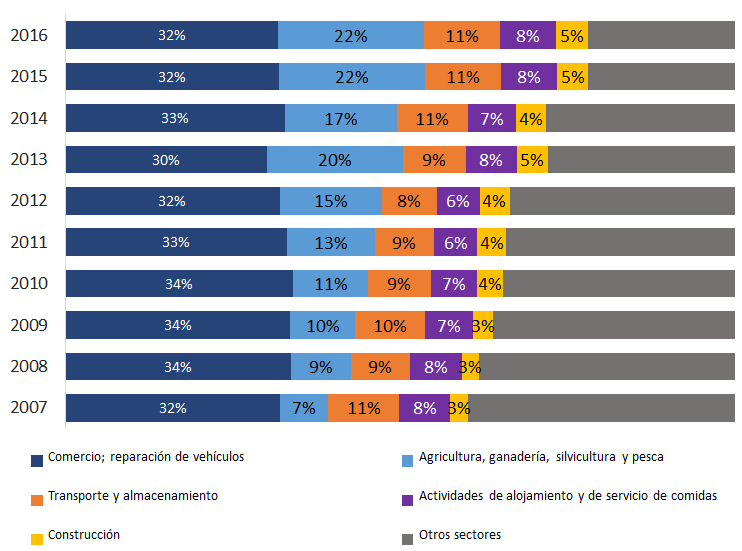 2016 32% 22% 11% 8% 5%
2015 32% 22% 11% 8% 5%
2014 33% 17% 11% 7% 4%
2013 30% 20% 9% 8% 5%
2012 32% 15% 8% 6% 4%
2011 33% 13% 9% 6% 4%
2010 34% 11% 9% 7% 4%
2009 34% 10% 10% 7% 3%
2008 34% 9% 9% 8% 3%
2007 32% 7% 11% 8% 3%
Comercio; reparación de vehículos
Agricultura, ganadería, silvicultura y pesca
Transporte y almacenamiento
Actividades de alojamiento y de servicio de comidas
Construcción
Otros sectores